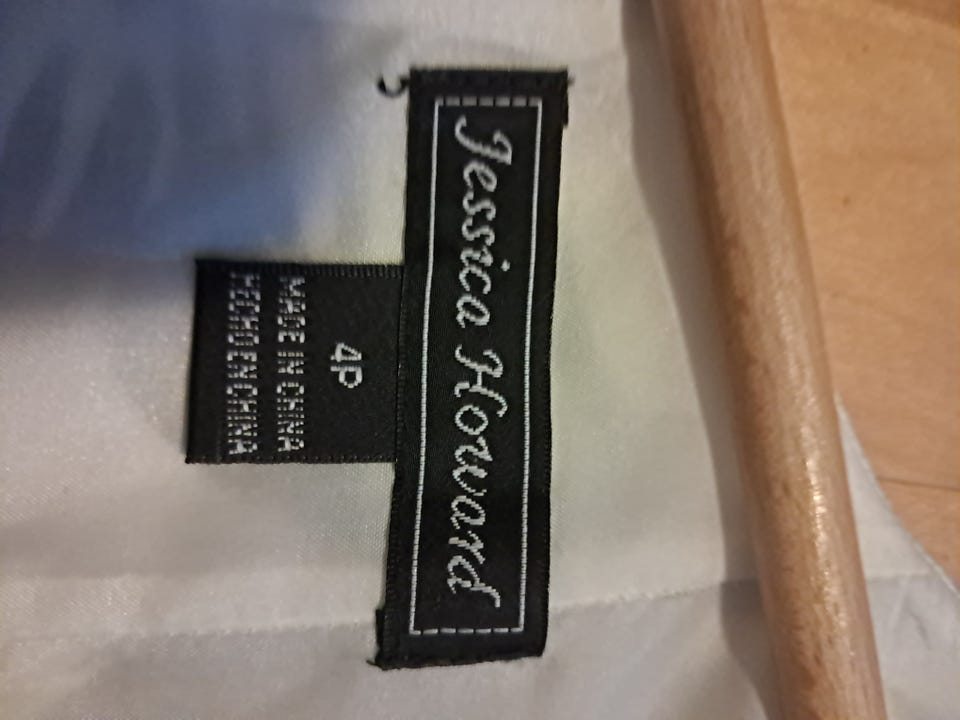 Jessica Howard
4P
MADE IN CHINA
HECHO EN CHINA